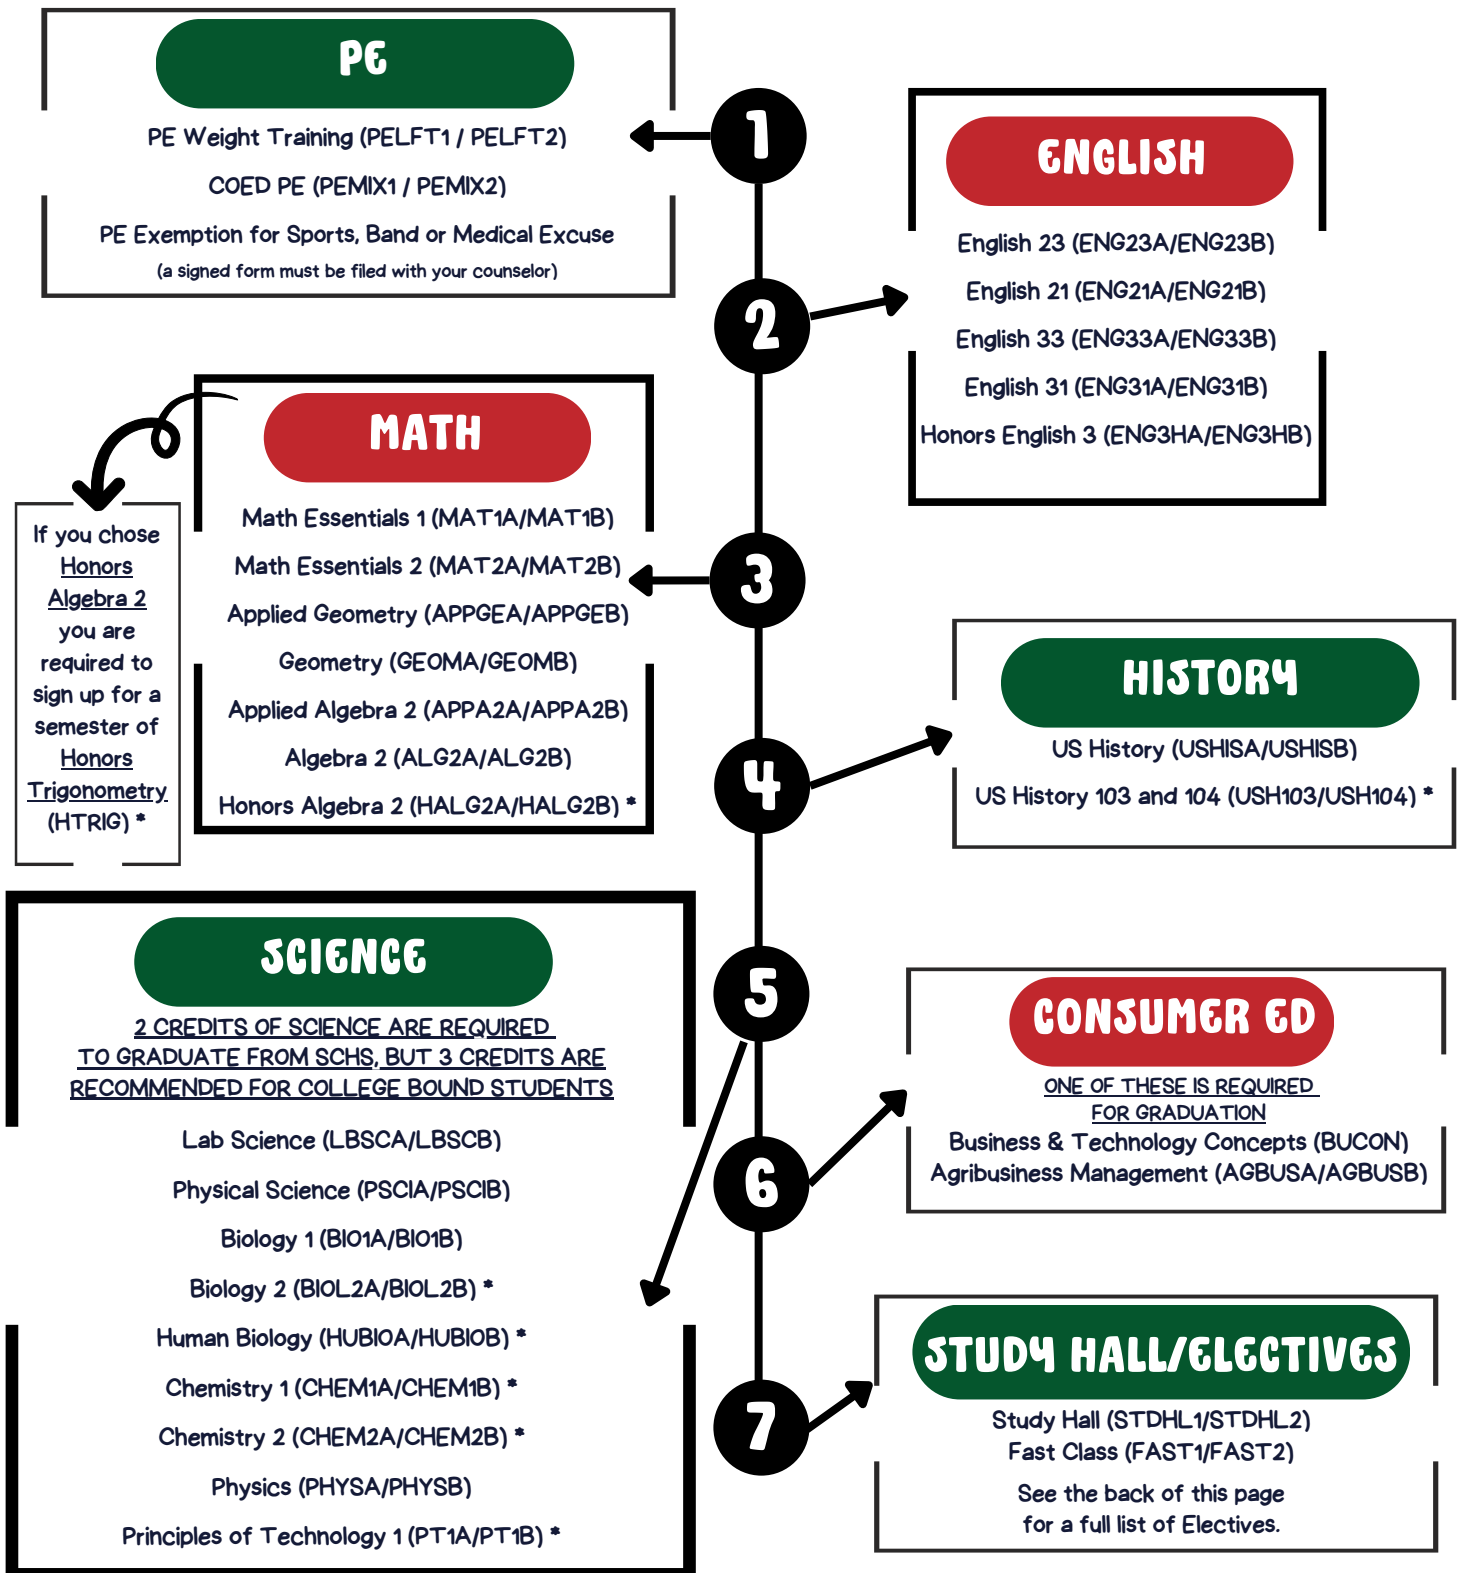 PE
PE Weight Training (PELFT1 / PELFT2)
COED PE (PEMIX1 / PEMIX2)
PE Exemption for Sports, Band or Medical Excuse
(a signed form must be filed with your counselor)
1
ENGLISH
English 23 (ENG23A/ENG23B)
English 21 (ENG21A/ENG21B)
English 33 (ENG33A/ENG33B)
English 31 (ENG31A/ENG31B)
Honors English 3 (ENG3HA/ENG3HB)
2
MATH
Math Essentials 1 (MAT1A/MAT1B)
Math Essentials 2 (MAT2A/MAT2B)
Applied Geometry (APPGEA/APPGEB)
Geometry (GEOMA/GEOMB)
Applied Algebra 2 (APPA2A/APPA2B)
Algebra 2 (ALG2A/ALG2B)
Honors Algebra 2 (HALG2A/HALG2B) *
If you chose
Honors
Algebra 2
you are
required to
sign up for a
semester of
Honors
Trigonometry
(HTRIG) *
3
HISTORY
US History (USHISA/USHISB)
US History 103 and 104 (USH103/USH104) *
4
SCIENCE
2 CREDITS OF SCIENCE ARE REQUIRED
TO GRADUATE FROM SCHS, BUT 3 CREDITS ARE
RECOMMENDED FOR COLLEGE BOUND STUDENTS
Lab Science (LBSCA/LBSCB)
Physical Science (PSCIA/PSCIB)
Biology 1 (BIO1A/BIO1B)
Biology 2 (BIOL2A/BIOL2B) *
Human Biology (HUBIOA/HUBIOB) *
Chemistry 1 (CHEM1A/CHEM1B) *
Chemistry 2 (CHEM2A/CHEM2B) *
Physics (PHYSA/PHYSB)
Principles of Technology 1 (PT1A/PT1B) *
5
CONSUMER ED
ONE OF THESE IS REQUIRED
FOR GRADUATION
Business & Technology Concepts (BUCON)
Agribusiness Management (AGBUSA/AGBUSB)
6
STUDY HALL/ELECTIVES
Study Hall (STDHL1/STDHL2)
Fast Class (FAST1/FAST2)
See the back of this page
for a full list of Electives.
7